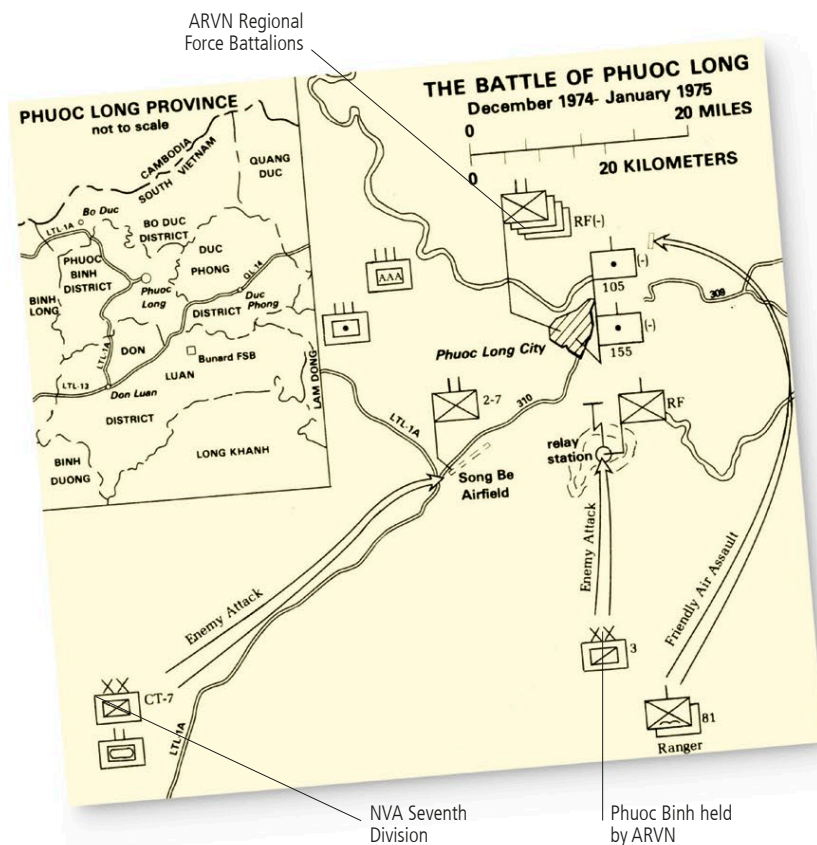 ARVN Regional
Force Battalions
THE BATTLE OF PHUOC LONG
December 1974- January 1975
0
20 MILES
0
20 KILOMETERS
PHUOC LONG PROVINCE
not to scale
CAMBODIA
SOUTH VIETNAM
QUANG
DUC
LTL-1A
Bo Duc
BO DUC
DISTRICT
PHUOC
BINH
DISTRICT
DUC
PHONG
DISTRICT
Phuoc
Long
QL-14
Duc
Phong
BINH
LONG
LTL-1A
DON
LUAN
DISTRICT
Bunard FSB
LTL-13
Don Luan
LAM DONG
BINH
DUONG
LONG KHANH
RF(-)
AAA
(-)
105
309
(-)
155
Phuoc Long City
2-7
310
LTL-1A
RF
relay
station
Song Be
Airfield
Enemy Attack
Enemy Attack
Friendly Air Assault
CT-7
3
81
Ranger
LTL-1A
NVA Seventh
Division
Phuoc Binh held
by ARVN